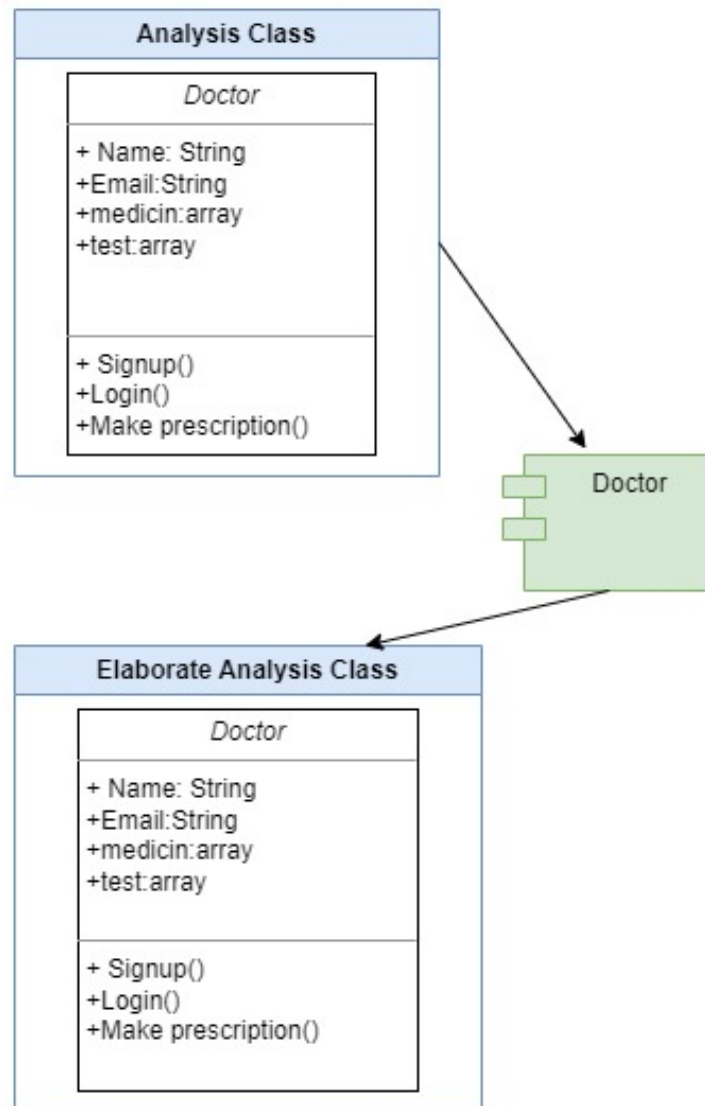 Analysis Class
Doctor
+ Name: String
+Email:String
+medicin:array
+test:array
+ Signup()
+Login()
+Make prescription()
Doctor
Elaborate Analysis Class
Doctor
+ Name: String
+Email:String
+medicin:array
+test:array
+ Signup()
+Login()
+Make prescription()